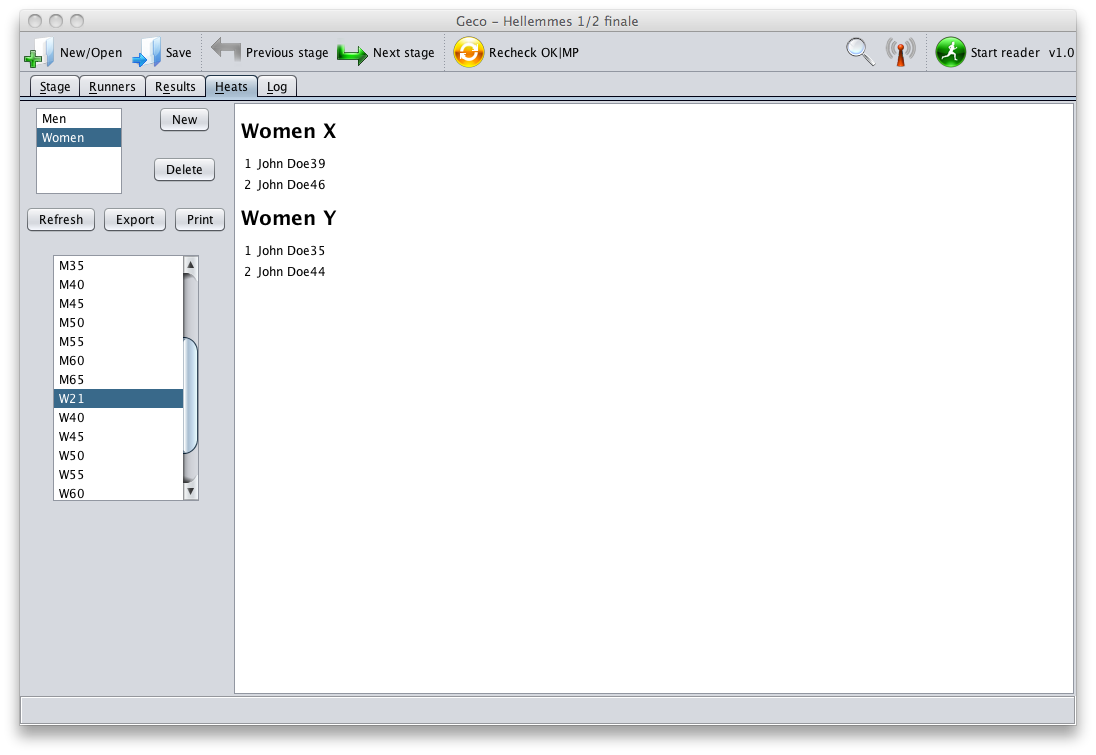 Geco - Hellemmes 1/2 finale
New/Open Save Previous stage Next stage Recheck OK|MP Start reader v1.0
Stage Runners Results Heats Log
Men
Women
New
Delete
Refresh Export Print
M35
M40
M45
M50
M55
M60
M65
W21
W40
W45
W50
W55
W60
Women X
1 John Doe39
2 John Doe46
Women Y
1 John Doe35
2 John Doe44